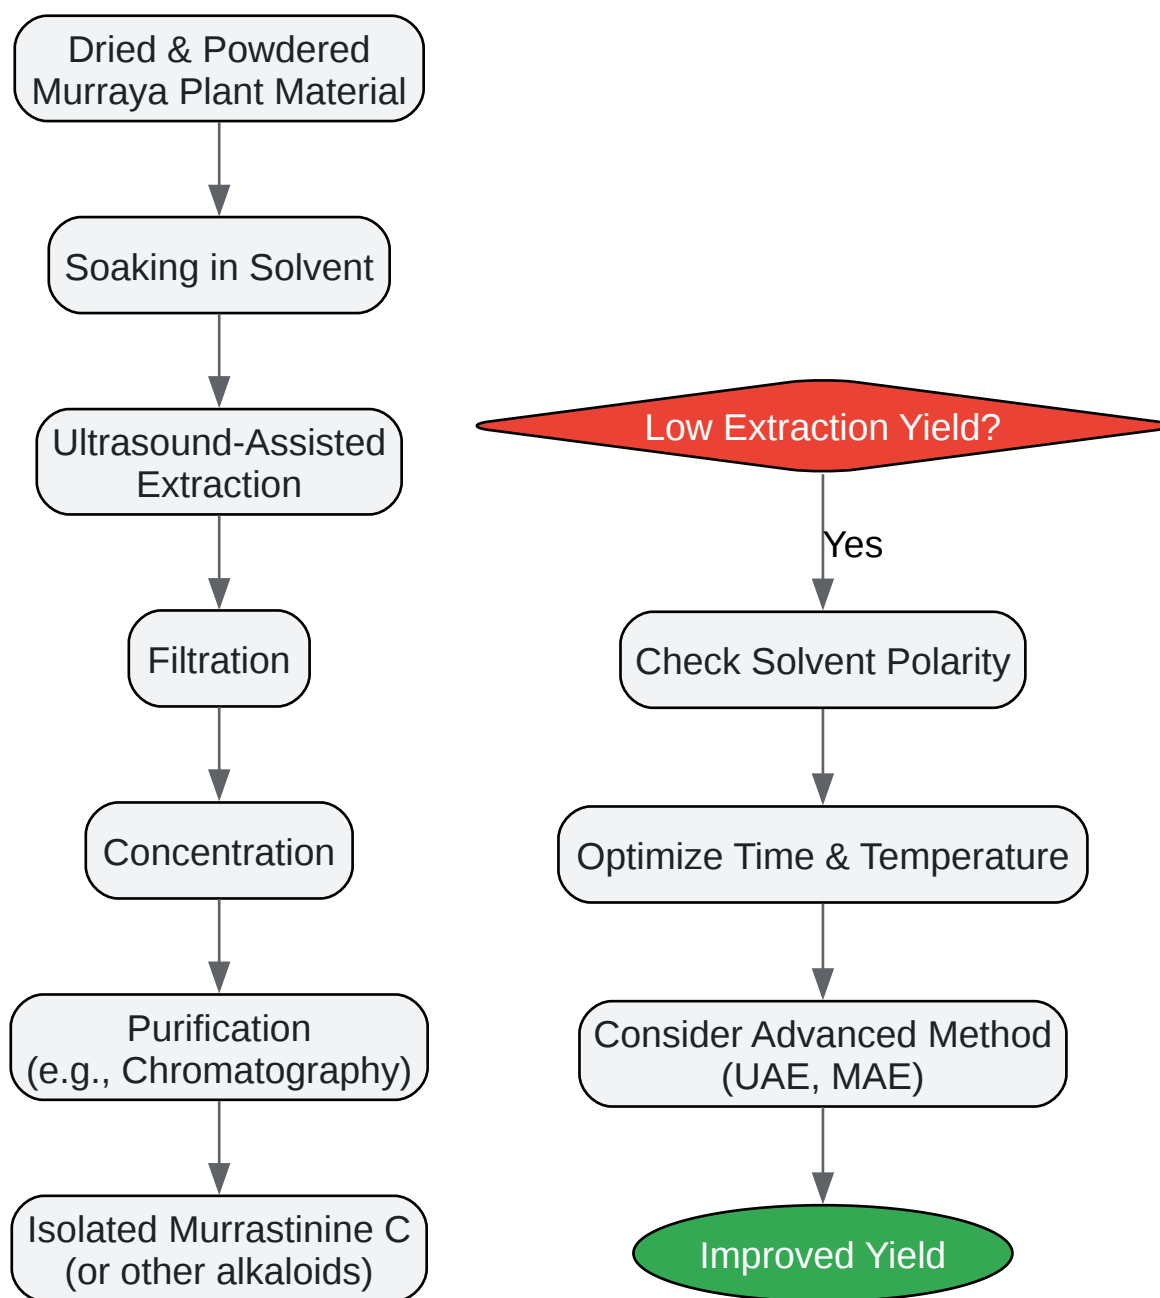 Dried & Powdered
Murraya Plant Material
Soaking in Solvent
Ultrasound-Assisted
Extraction
Filtration
Concentration
Purification
(e.g., Chromatography)
Isolated Murrastinine C
(or other alkaloids)
Low Extraction Yield?
Yes
Check Solvent Polarity
Optimize Time & Temperature
Consider Advanced Method
(UAE, MAE)
Improved Yield